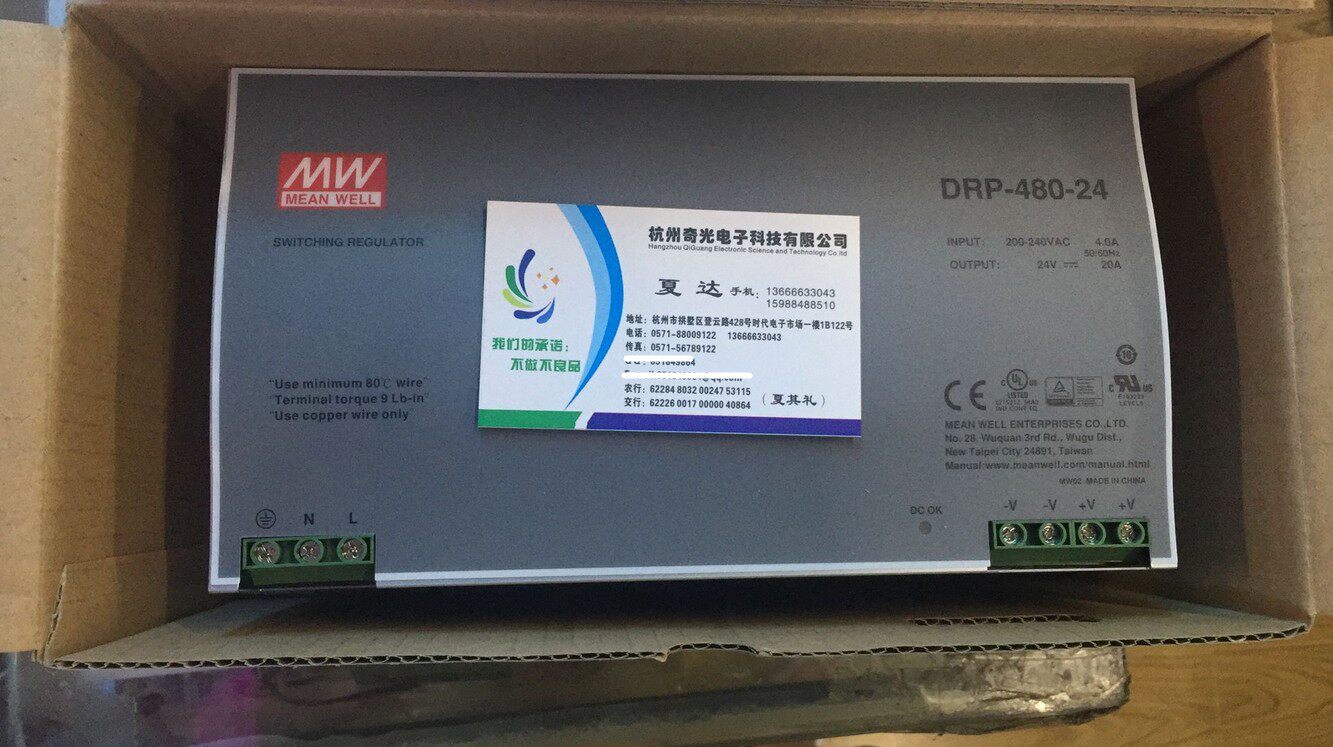 MW
MEAN WELL
SWITCHING REGULATOR
"Use minimum 80℃ wire"
"Terminal torque 9 Lb-in"
"Use copper wire only"
N
L
杭州奇光电子科技有限公司
Hangzhou QiGuang Electronic Science and Technology Co ltd
夏 达 手机: 13666633043
15988488510
地址: 杭州市拱墅区登云路428号时代电子市场一楼1B122号
电话: 0571-88009122 13666633043
传真: 0571-56789122
农行: 62284 8032 00247 53115
交行: 62226 0017 00000 40864
(夏其礼)
我们的承诺:
不做不良品
DRP-480-24
INPUT: 200-240VAC 4.0A
50/60Hz
OUTPUT: 24V 20A
10
CE
C UL US
LISTED
C US
LEVEL 5
MEAN WELL ENTERPRISES CO.,LTD.
No. 28, Wuquan 3rd Rd., Wugu Dist.,
New Taipei City 24891, Taiwan
Manual:www.meanwell.com/manual.html
MW02 MADE IN CHINA
DC OK
-V -V +V +V